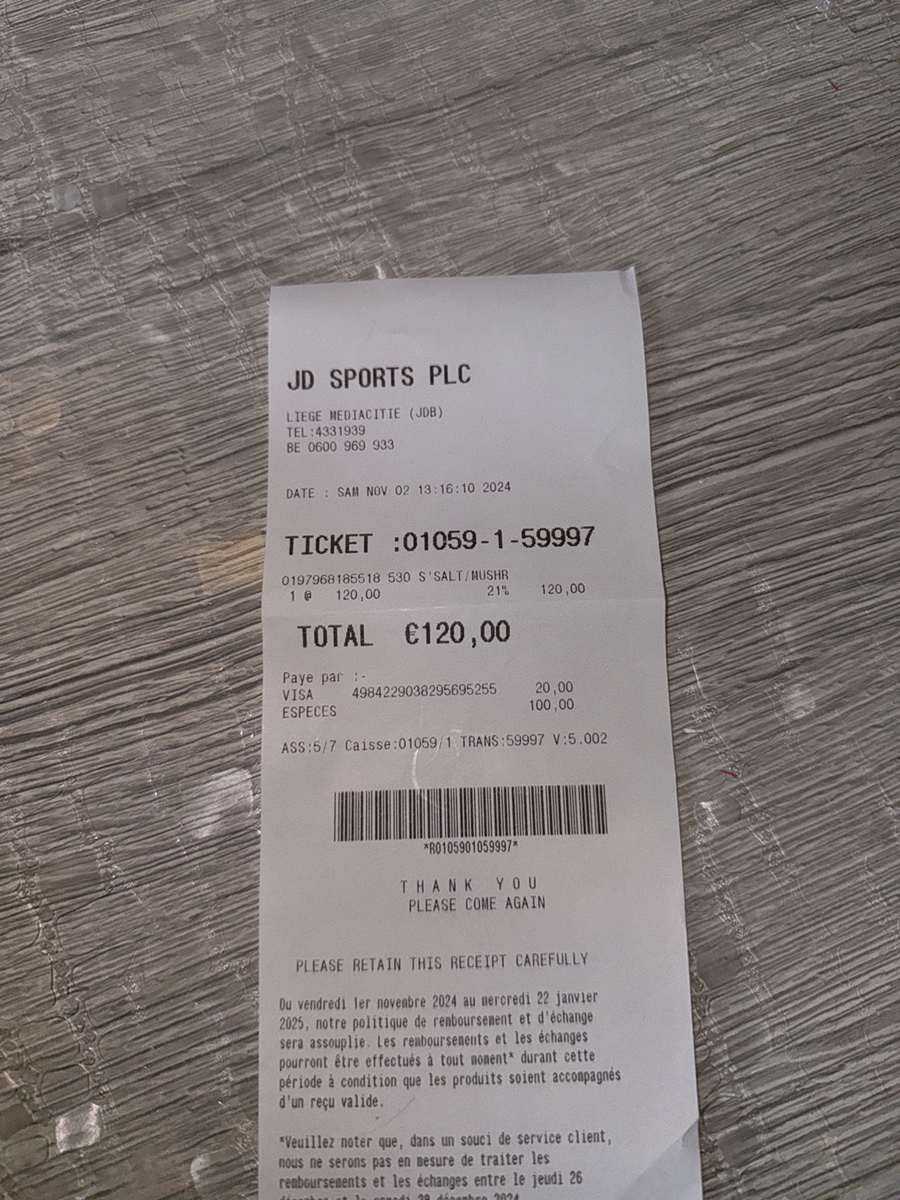 JD SPORTS PLC
LIEGE MEDIACITIE (JDB)
TEL:4331939
BE 0600 969 933
DATE : SAM NOV 02 13:16:10 2024
TICKET :01059-1-59997
0197968185518 530 S'SALT/MUSHR
1 @ 120,00 21% 120,00
TOTAL €120,00
Paye par :-
VISA 4984229038295695255 20,00
ESPECES 100,00
ASS:5/7 Caisse:01059/1 TRANS:59997 V:5.002
*R0105901059997*
THANK YOU
PLEASE COME AGAIN
PLEASE RETAIN THIS RECEIPT CAREFULLY
Du vendredi 1er novembre 2024 au mercredi 22 janvier
2025, notre politique de remboursement et d'échange
sera assouplie. Les remboursements et les échanges
pourront être effectués à tout moment* durant cette
période à condition que les produits soient accompagnés
d'un reçu valide.
*Veuillez noter que, dans un souci de service client,
nous ne serons pas en mesure de traiter les
remboursements et les échanges entre le jeudi 26
décembre et le samedi 28 décembre 2024